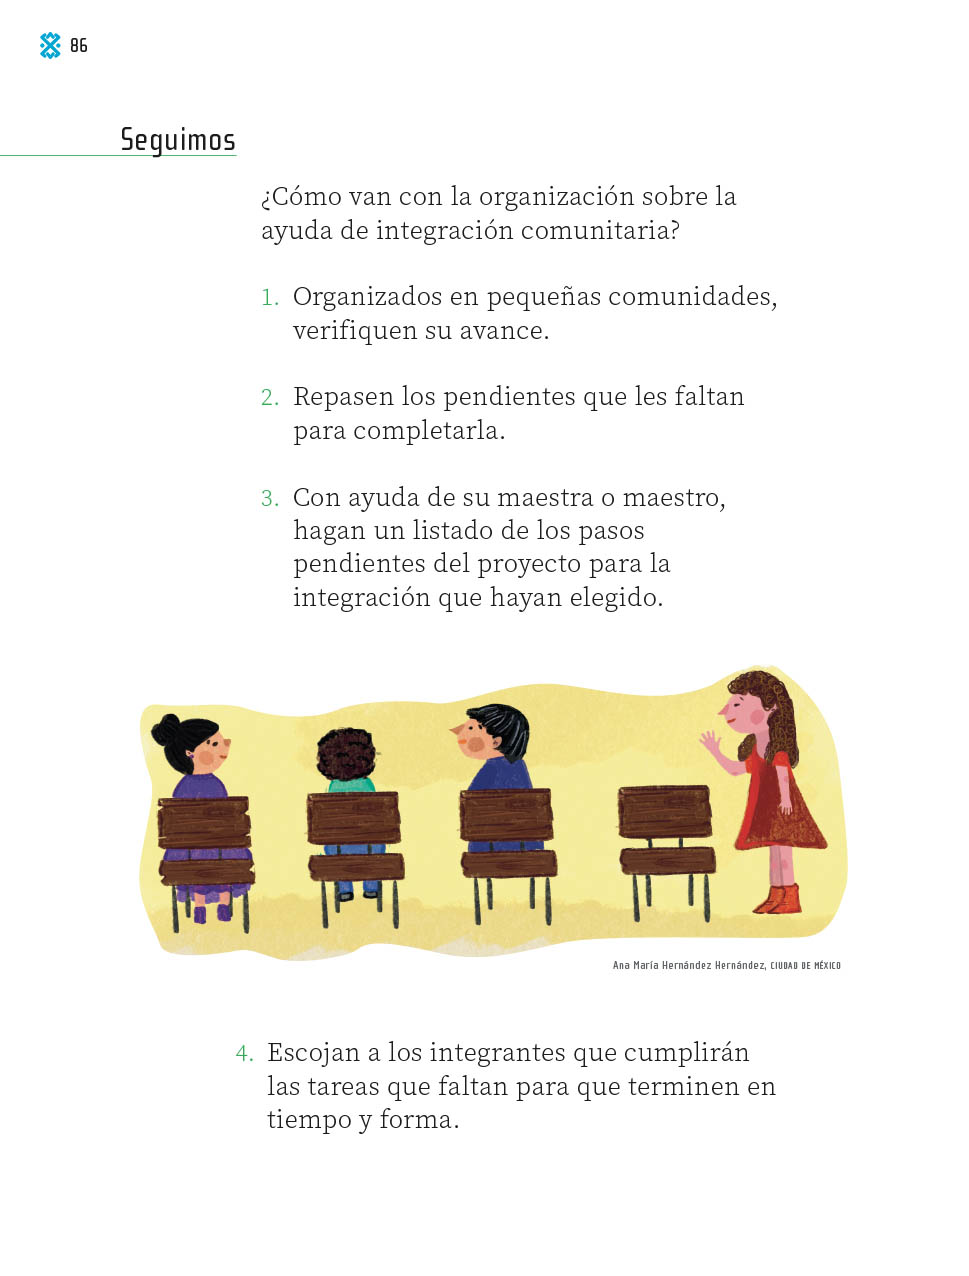 86
Seguimos
¿Cómo van con la organización sobre la
ayuda de integración comunitaria?
1. Organizados en pequeñas comunidades,
verifiquen su avance.
2. Repasen los pendientes que les faltan
para completarla.
3. Con ayuda de su maestra o maestro,
hagan un listado de los pasos
pendientes del proyecto para la
integración que hayan elegido.
Ana María Hernández Hernández, CIUDAD DE MÉXICO
4. Escojan a los integrantes que cumplirán
las tareas que faltan para que terminen en
tiempo y forma.